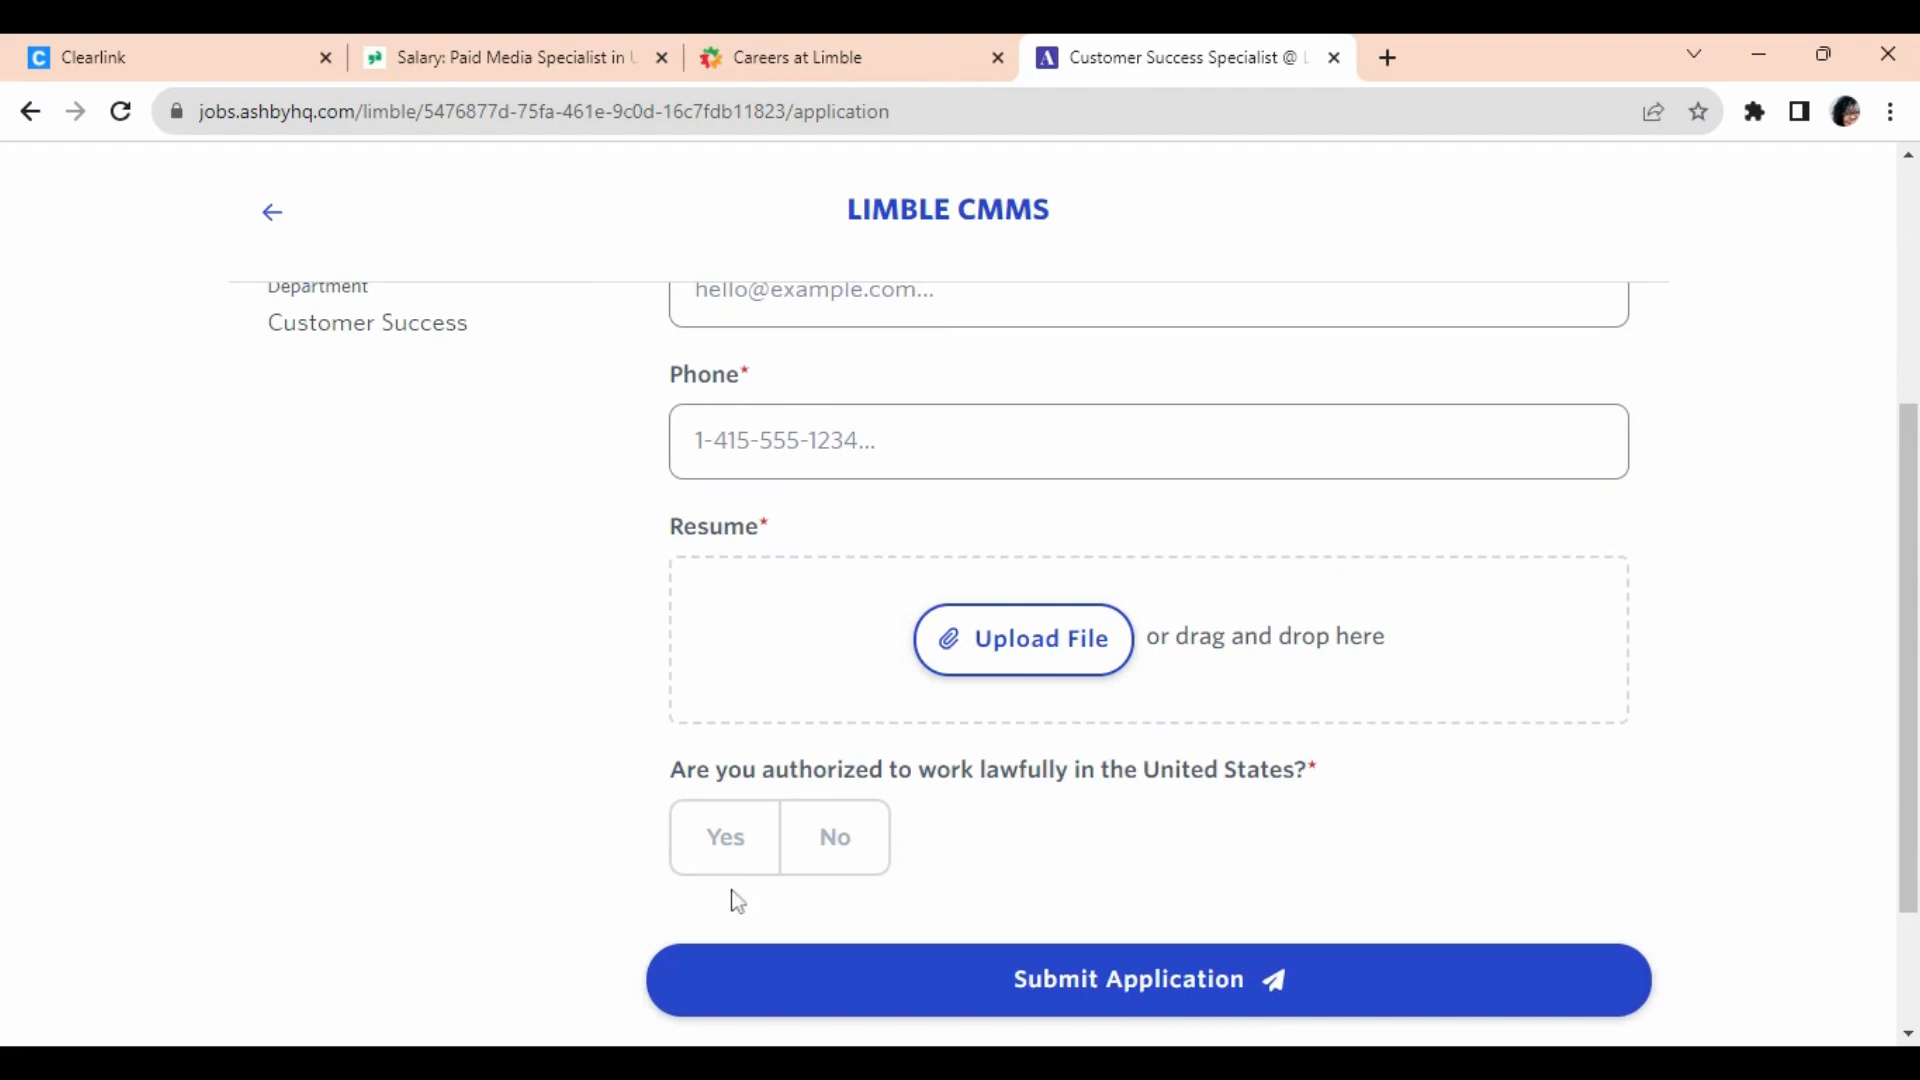 Clearlink
Salary: Paid Media Specialist in
Careers at Limble
Customer Success Specialist @
jobs.ashbyhq.com/limble/5476877d-75fa-461e-9c0d-16c7fdb11823/application
LIMBLE CMMS
Department
Customer Success
hello@example.com...
Phone*
1-415-555-1234...
Resume*
Upload File or drag and drop here
Are you authorized to work lawfully in the United States?*
Yes No
Submit Application